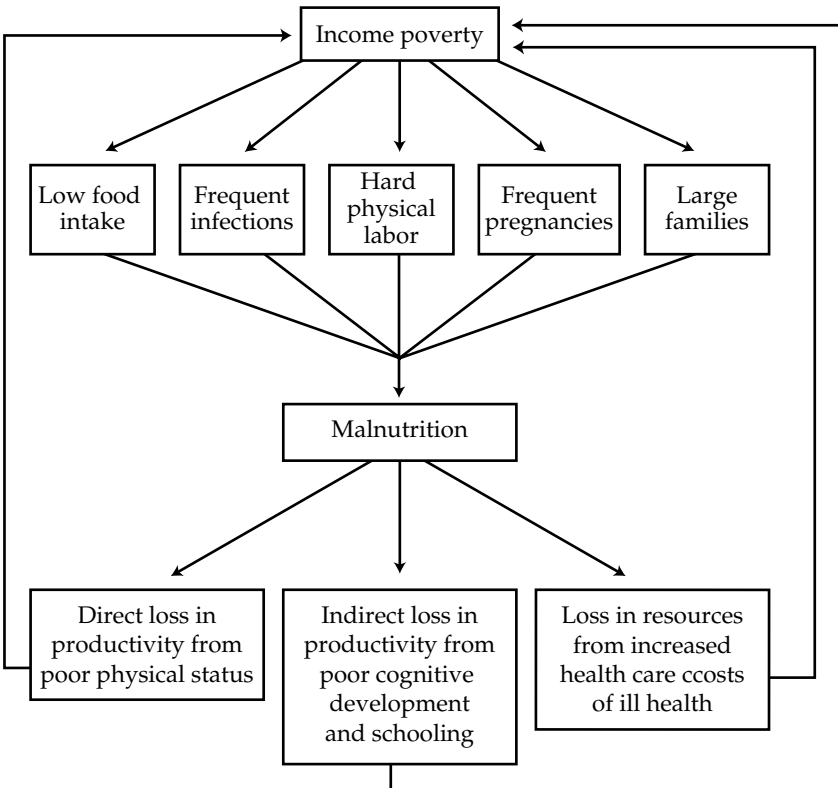 Income poverty
Low food
intake
Frequent
infections
Hard
physical
labor
Frequent
pregnancies
Large
families
Malnutrition
Direct loss in
productivity from
poor physical status
Indirect loss in
productivity from
poor cognitive
development
and schooling
Loss in resources
from increased
health care ccosts
of ill health